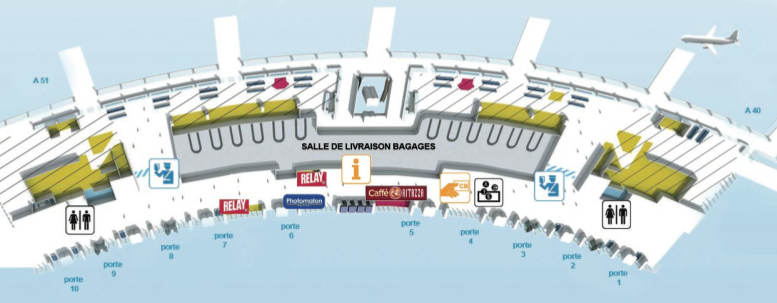 A 51
A 40
SALLE DE LIVRAISON BAGAGES
RELAY
i
Caffè RITAZZA
CB
RELAY
Photomaton
porte
10
porte
9
porte
8
porte
7
porte
6
porte
5
porte
4
porte
3
porte
2
porte
1